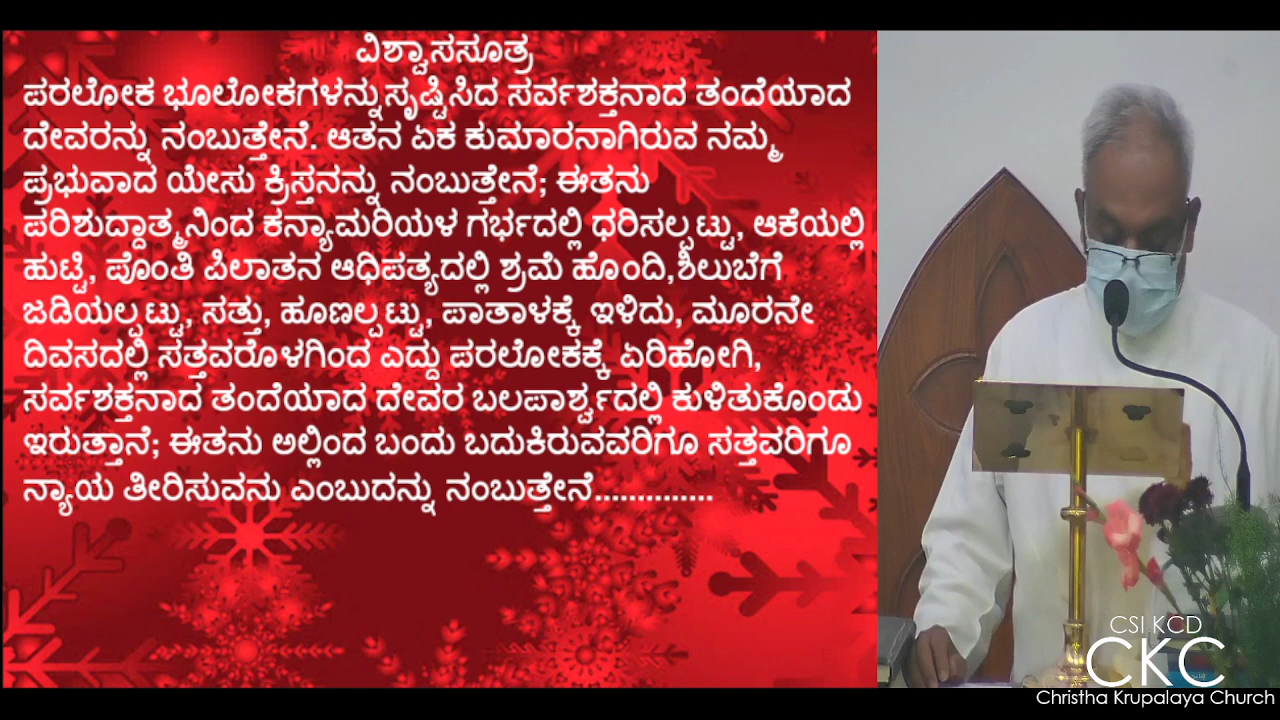 ವಿಶ್ವಾಸಸೂತ್ರ
ಪರಲೋಕ ಭೂಲೋಕಗಳನ್ನುಸೃಷ್ಟಿಸಿದ ಸರ್ವಶಕ್ತನಾದ ತಂದೆಯಾದ
ದೇವರನ್ನು ನಂಬುತ್ತೇನೆ. ಆತನ ಏಕ ಕುಮಾರನಾಗಿರುವ ನಮ್ಮ
ಪ್ರಭುವಾದ ಯೇಸು ಕ್ರಿಸ್ತನನ್ನು ನಂಬುತ್ತೇನೆ; ಈತನು
ಪರಿಶುದ್ದಾತ್ಮನಿಂದ ಕನ್ಯಾಮರಿಯಳ ಗರ್ಭದಲ್ಲಿ ಧರಿಸಲ್ಪಟ್ಟು, ಆಕೆಯಲ್ಲಿ
ಹುಟ್ಟಿ, ಪೊಂತಿ ಪಿಲಾತನ ಆಧಿಪತ್ಯದಲ್ಲಿ ಶ್ರಮೆ ಹೊಂದಿ,ಶಿಲುಬೆಗೆ
ಜಡಿಯಲ್ಪಟ್ಟು, ಸತ್ತು, ಹೂಣಲ್ಪಟ್ಟು, ಪಾತಾಳಕ್ಕೆ ಇಳಿದು, ಮೂರನೇ
ದಿವಸದಲ್ಲಿ ಸತ್ತವರೊಳಗಿಂದ ಎದ್ದು ಪರಲೋಕಕ್ಕೆ ಏರಿಹೋಗಿ,
ಸರ್ವಶಕ್ತನಾದ ತಂದೆಯಾದ ದೇವರ ಬಲಪಾರ್ಶ್ವದಲ್ಲಿ ಕುಳಿತುಕೊಂಡು
ಇರುತ್ತಾನೆ; ಈತನು ಅಲ್ಲಿಂದ ಬಂದು ಬದುಕಿರುವವರಿಗೂ ಸತ್ತವರಿಗೂ
ನ್ಯಾಯ ತೀರಿಸುವನು ಎಂಬುದನ್ನು ನಂಬುತ್ತೇನೆ..............
CSI KCD
CKC
Christha Krupalaya Church